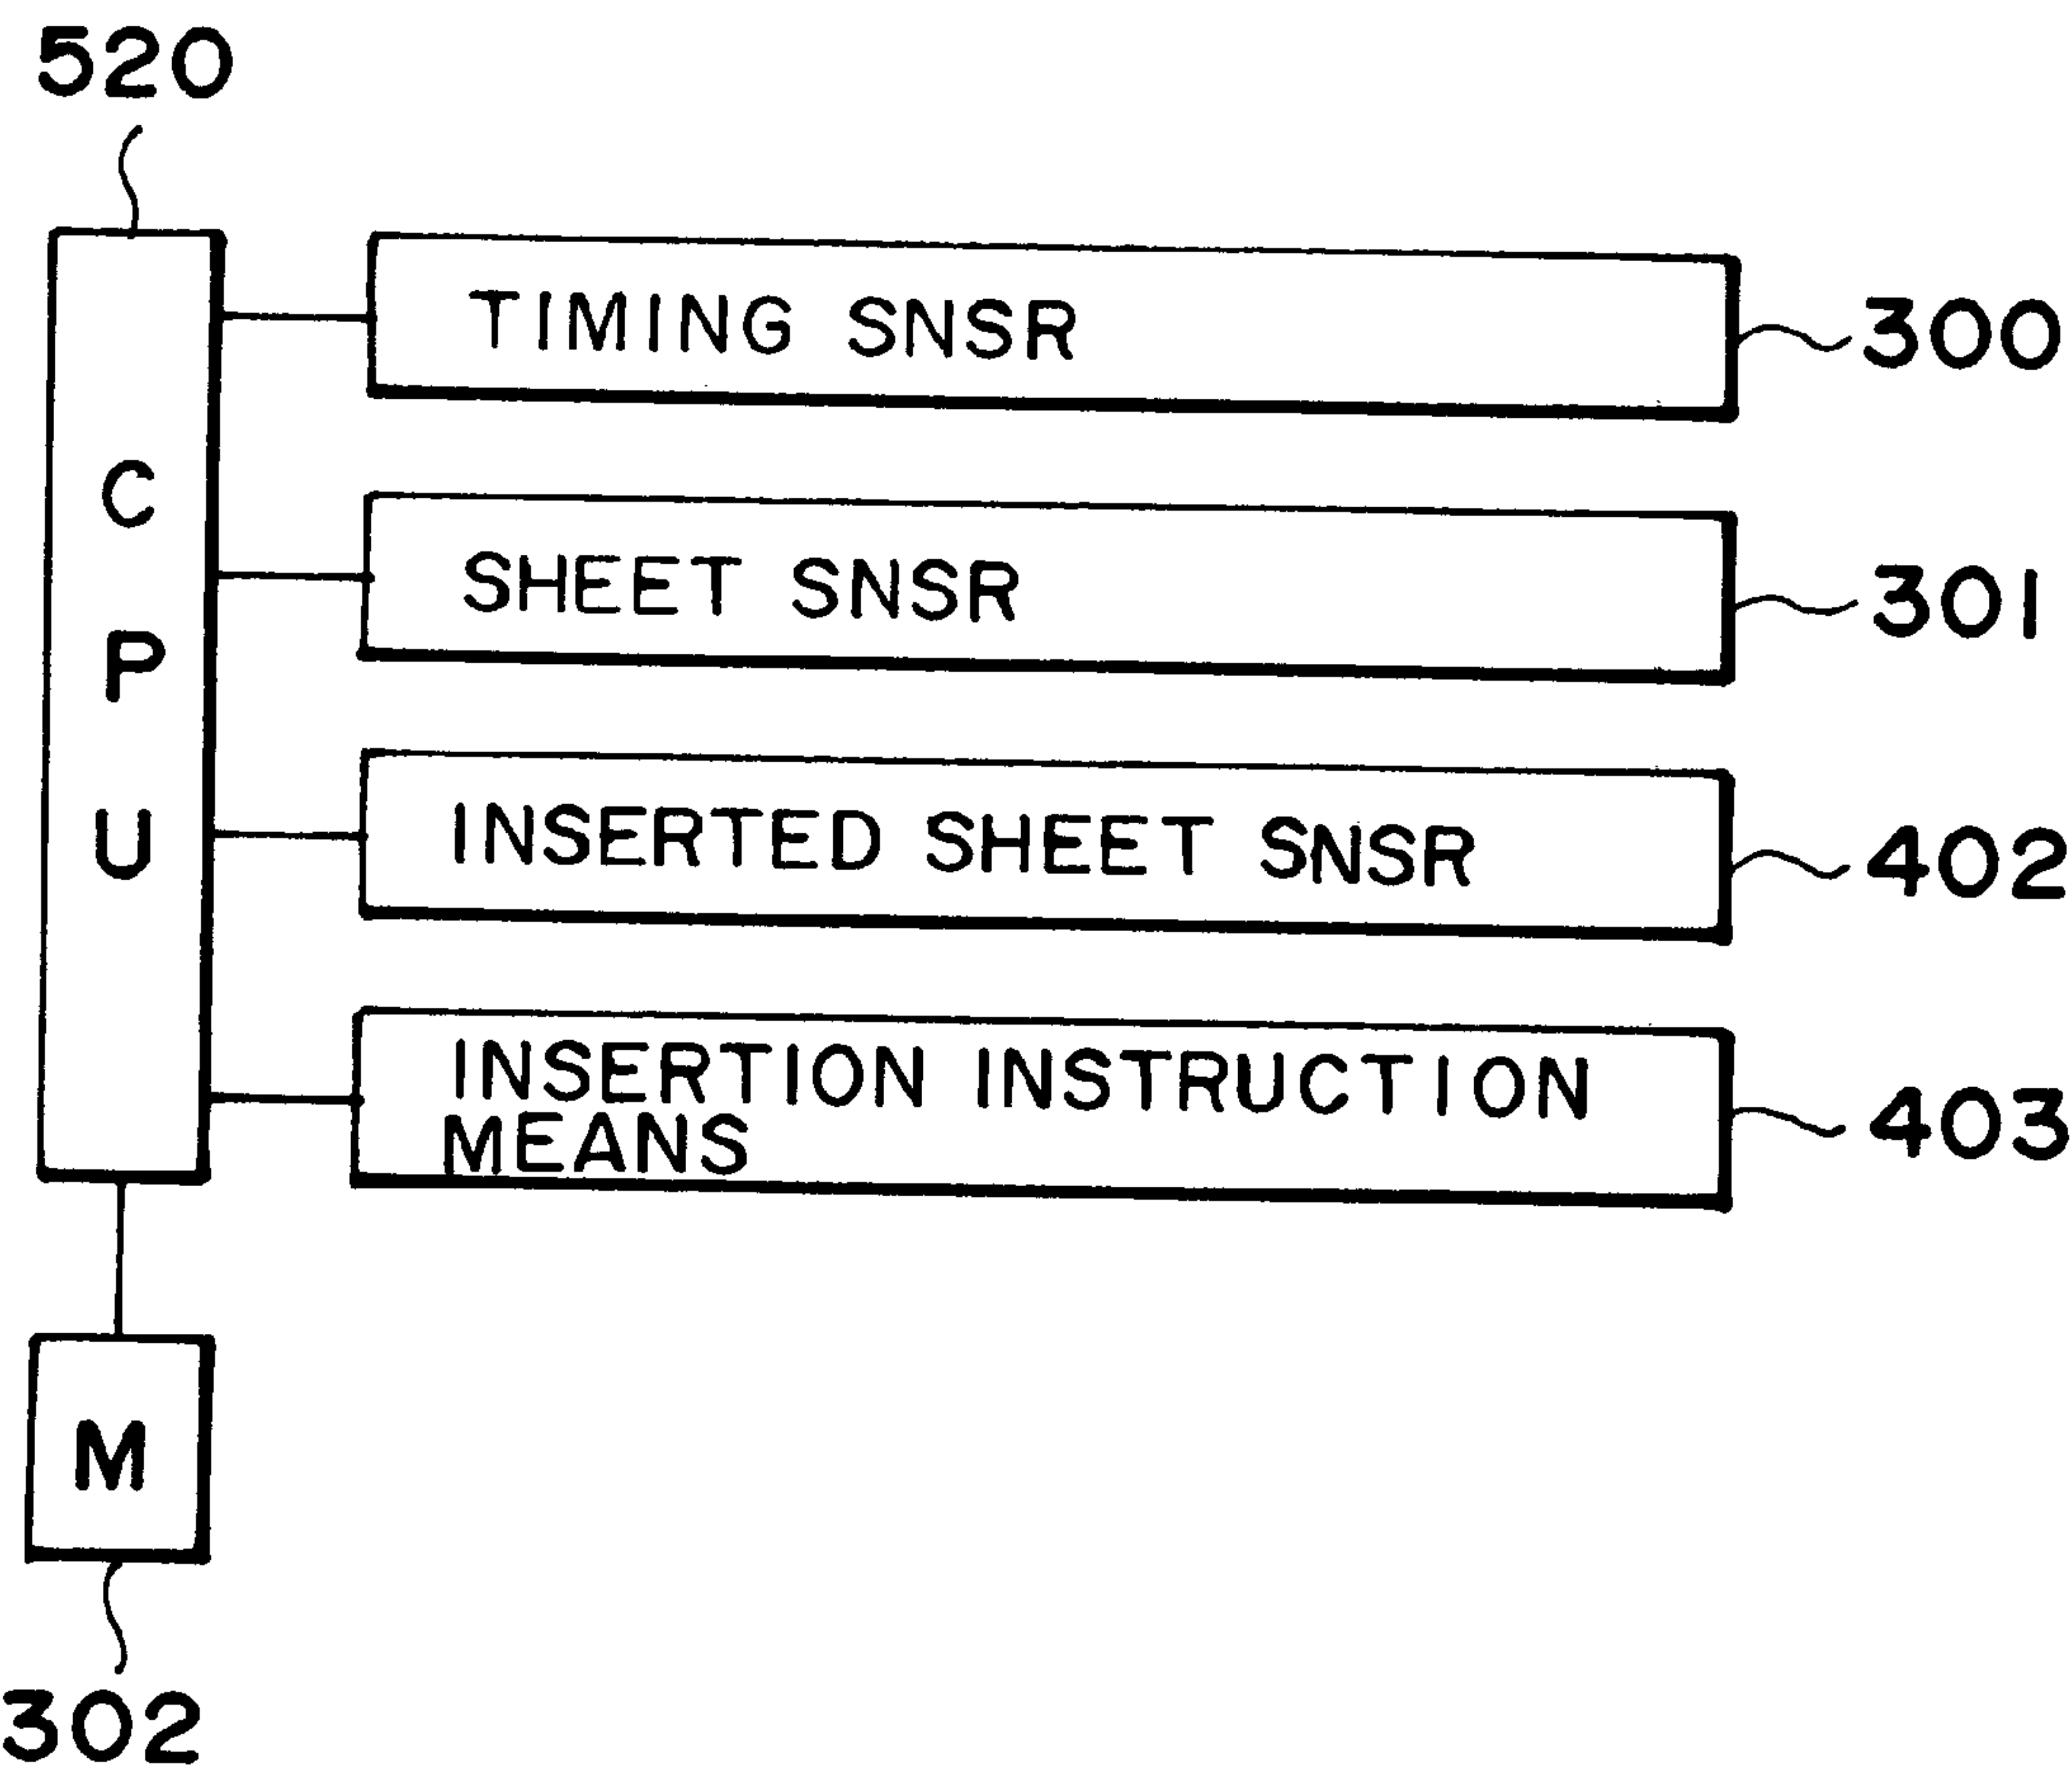 520
TIMING SNSR
300
C
P
U
SHEET SNSR
301
INSERTED SHEET SNSR
402
INSERTION INSTRUCTION
MEANS
403
M
302